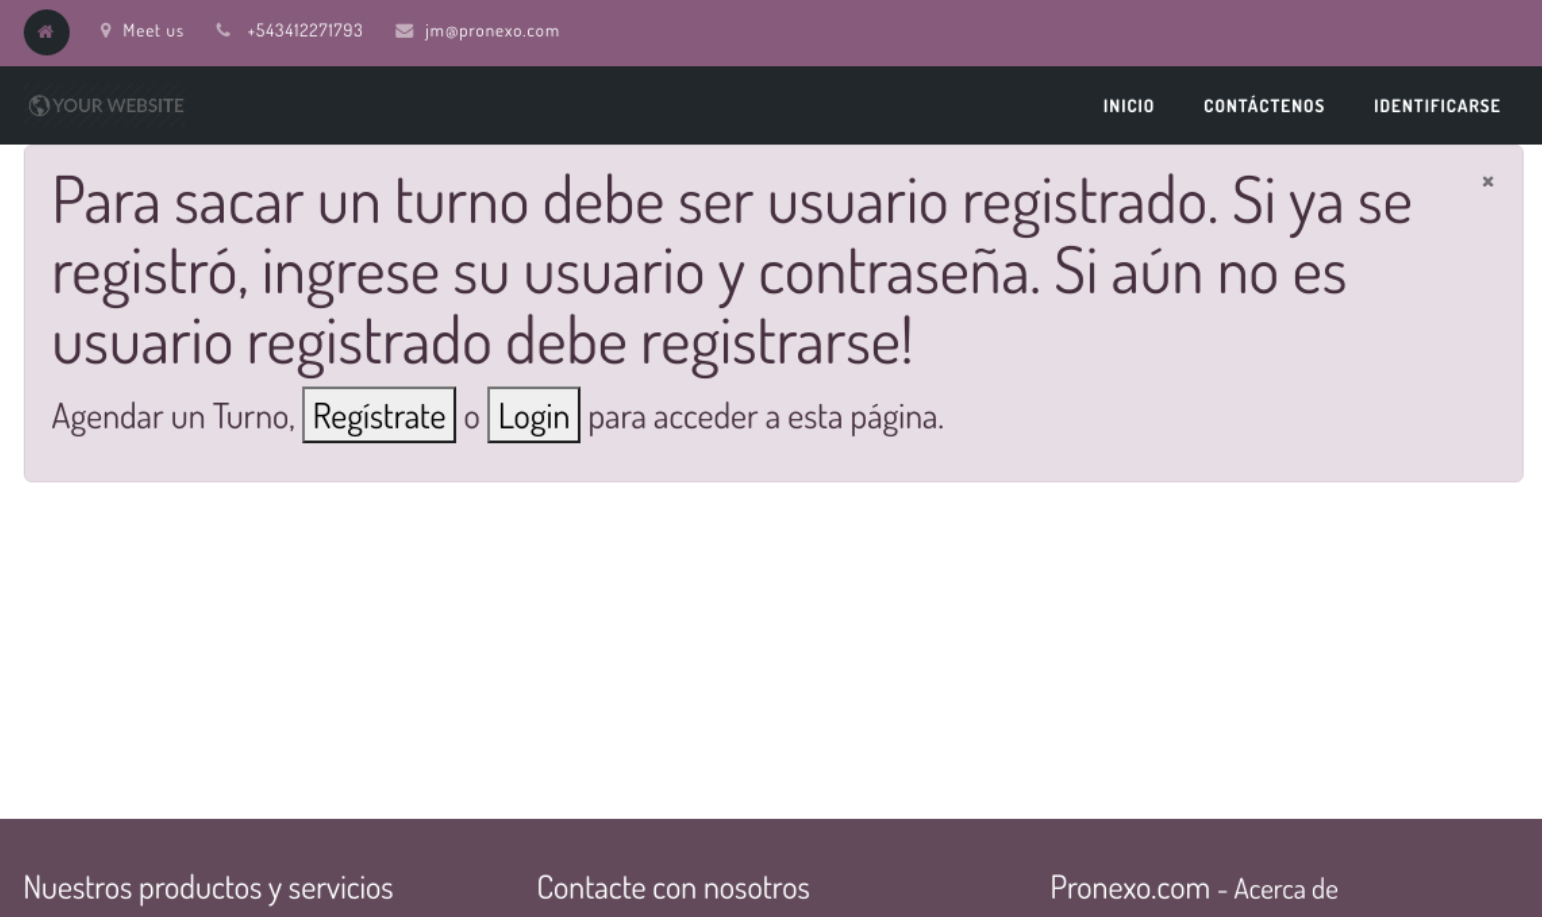 Meet us +543412271793 jm@pronexo.com
YOUR WEBSITE INICIO CONTÁCTENOS IDENTIFICARSE
Para sacar un turno debe ser usuario registrado. Si ya se
registró, ingrese su usuario y contraseña. Si aún no es
usuario registrado debe registrarse!
Agendar un Turno, Regístrate o Login para acceder a esta página.
Nuestros productos y servicios Contacte con nosotros Pronexo.com - Acerca de